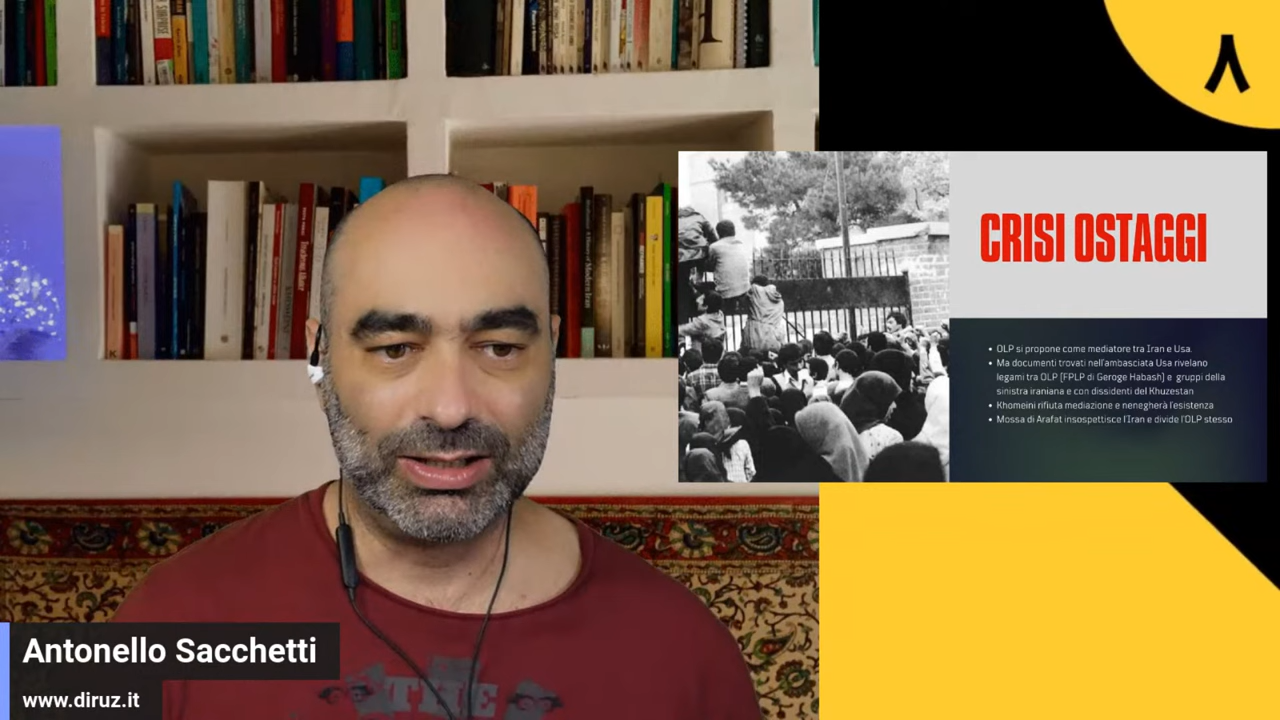 CRISI OSTAGGI
• OLP si propone come mediatore tra Iran e Usa.
• Ma documenti trovati nell'ambasciata Usa rivelano
legami tra OLP [FPLP di Geroge Habash] e gruppi della
sinistra iraniana e con dissidenti del Khuzestan
• Khomeini rifiuta mediazione e nenegherà l'esistenza
• Mossa di Arafat insospettisce l'Iran e divide l'OLP stesso
Antonello Sacchetti
www.diruz.it
THE